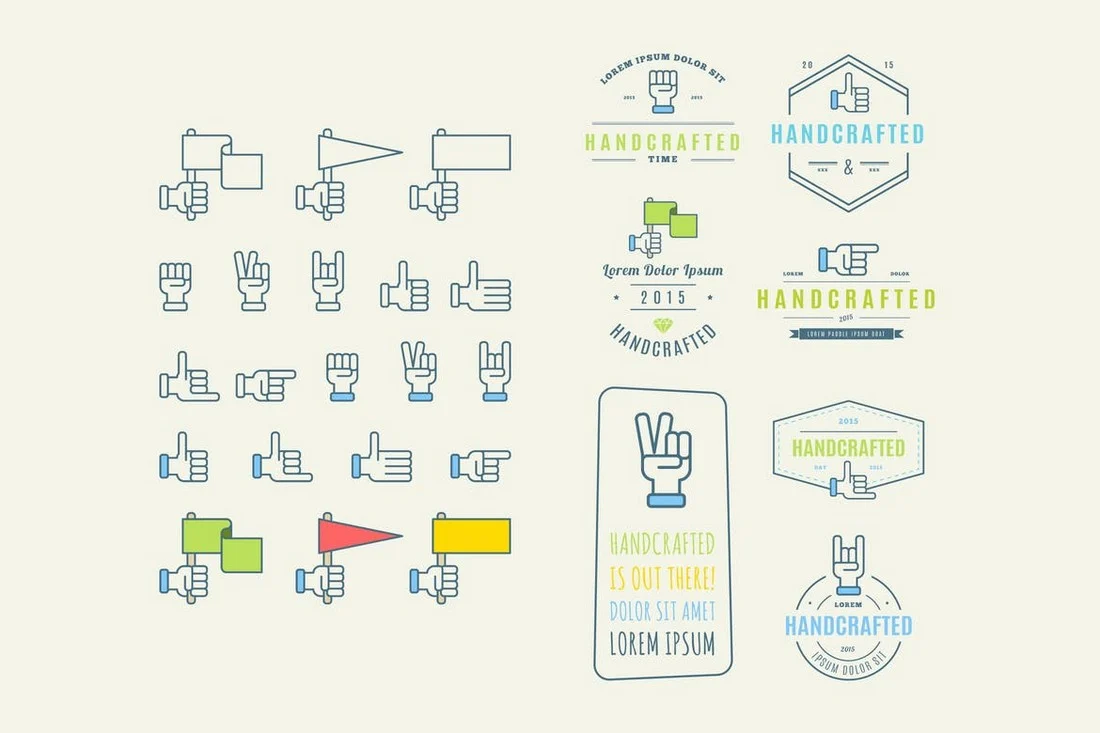 LOREM IPSUM DOLOR SIT
2015 2015
HANDCRAFTED
TIME
20 15
HANDCRAFTED
XXX & XXX
Lorem Dolor Ipsum
2015
HANDCRAFTED
LOREM DOLOR
HANDCRAFTED
2015
LOREM PADDLE IPSUM DOAT
HANDCRAFTED
IS OUT THERE!
DOLOR SIT AMET
LOREM IPSUM
2015
HANDCRAFTED
2015
LOREM
HANDCRAFTED
2015
IPSUM DOLOR SIT